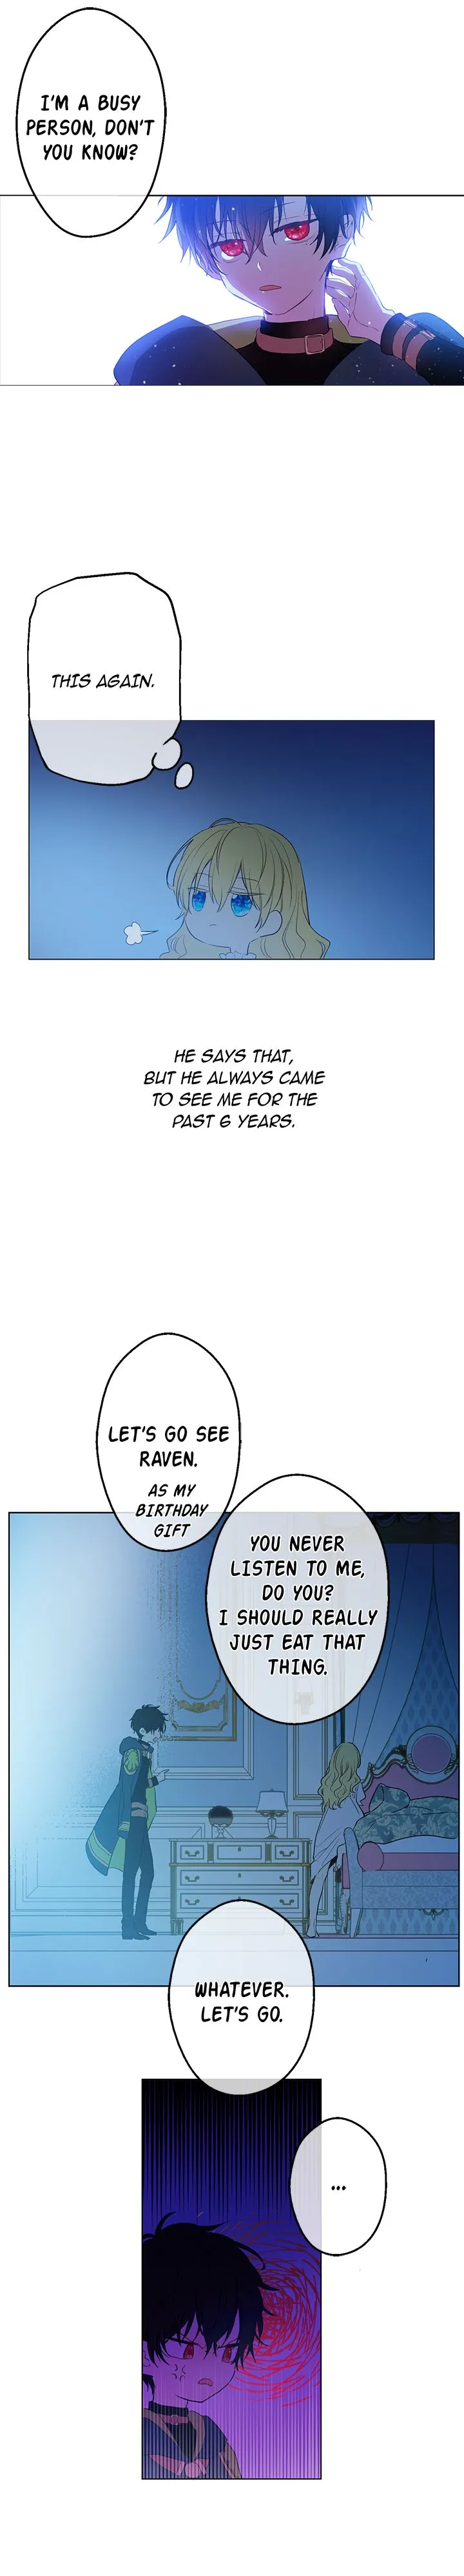 I'M A BUSY
PERSON, DON'T
YOU KNOW?
THIS AGAIN.
HE SAYS THAT,
BUT HE ALWAYS CAME
TO SEE ME FOR THE
PAST 6 YEARS.
LET'S GO SEE
RAVEN.
AS MY
BIRTHDAY
GIFT
YOU NEVER
LISTEN TO ME,
DO YOU?
I SHOULD REALLY
JUST EAT THAT
THING.
WHATEVER.
LET'S GO.
...